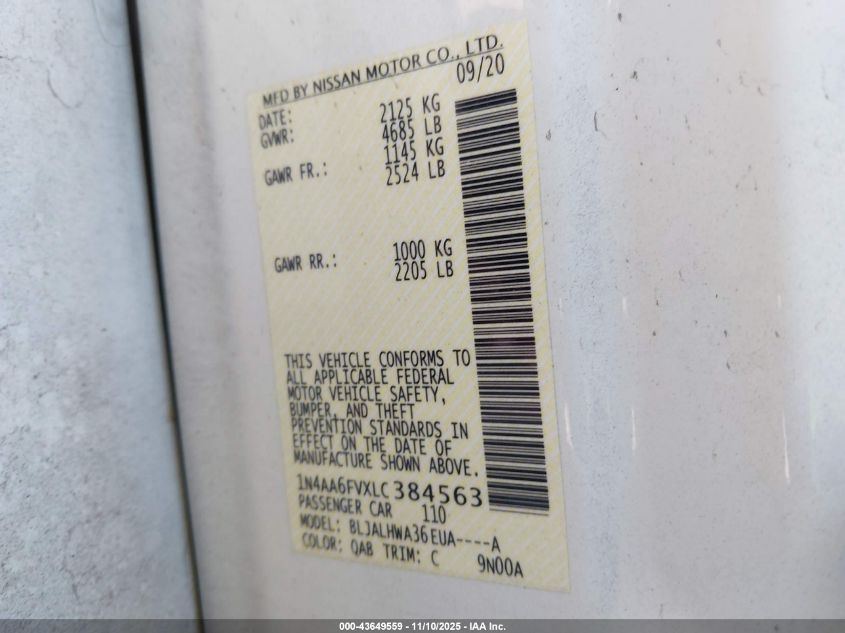 MFD BY NISSAN MOTOR CO., LTD.
DATE: 09/20
GVWR: 2125 KG
4685 LB
GAWR FR.: 1145 KG
2524 LB
GAWR RR.: 1000 KG
2205 LB
THIS VEHICLE CONFORMS TO
ALL APPLICABLE FEDERAL
MOTOR VEHICLE SAFETY,
BUMPER, AND THEFT
PREVENTION STANDARDS IN
EFFECT ON THE DATE OF
MANUFACTURE SHOWN ABOVE.
1N4AA6FVXLC384563
PASSENGER CAR 110
MODEL: BLJALHWA36EUA----A
COLOR: QAB TRIM: C 9N00A
000-43649559 - 11/10/2025 - IAA Inc.